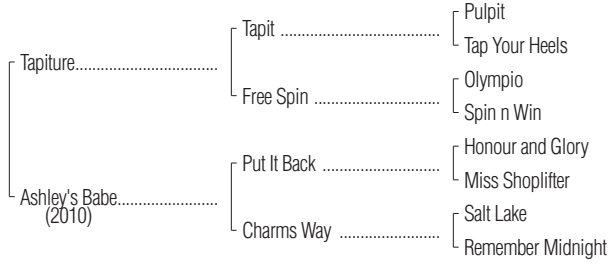 Pulpit
Tapit ................................
Tap Your Heels
Tapiture.................................
Olympio
Free Spin .............................
Spin n Win
Honour and Glory
Put It Back ...........................
Miss Shoplifter
Ashley's Babe.......................
(2010)
Salt Lake
Charms Way .......................
Remember Midnight